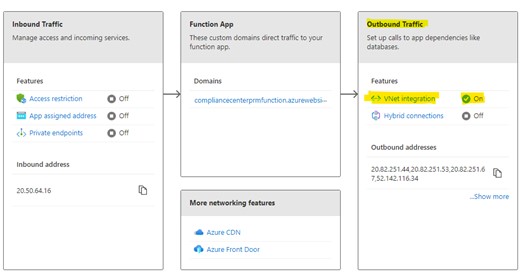 Inbound Traffic
Manage access and incoming services.
Features
Access restriction Off
App assigned address Off
Private endpoints Off
Inbound address
20.50.64.16
Function App
These custom domains direct traffic to your
function app.
Domains
compliancecenterprmfunction.azurewebsi...
More networking features
Azure CDN
Azure Front Door
Outbound Traffic
Set up calls to app dependencies like
databases.
Features
VNet integration On
Hybrid connections Off
Outbound addresses
20.82.251.44,20.82.251.53,20.82.251.6
7,52.142.116.34
...Show more